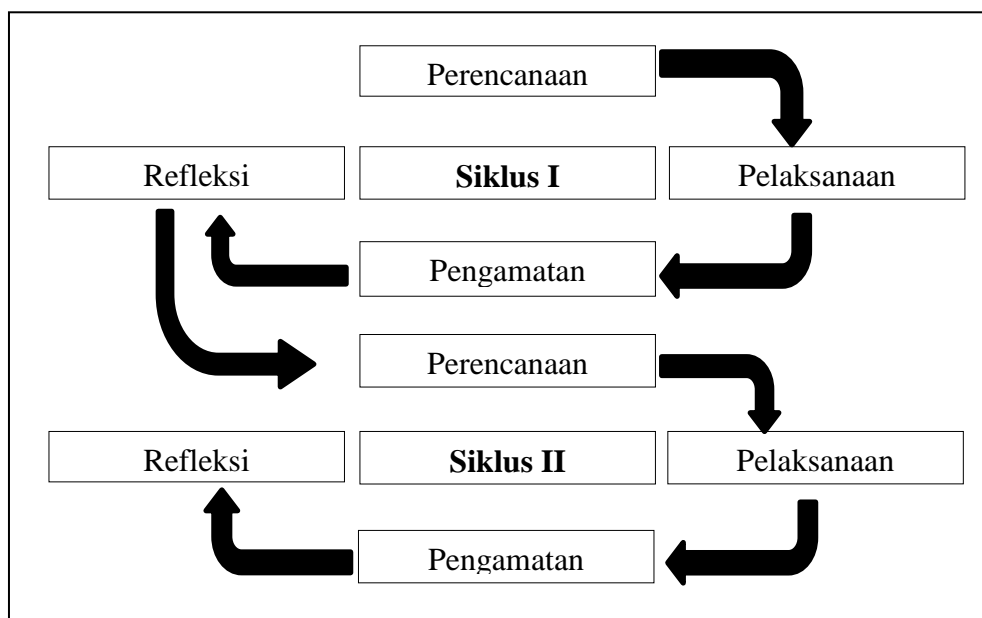 Perencanaan
Refleksi
Siklus I
Pelaksanaan
Pengamatan
Perencanaan
Refleksi
Siklus II
Pelaksanaan
Pengamatan